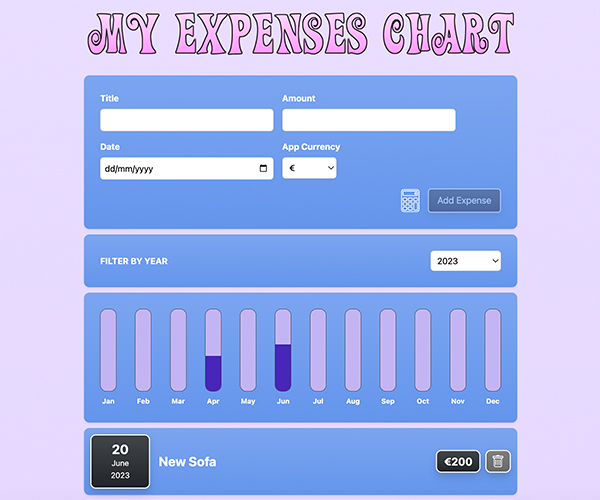 MY EXPENSES CHART
Title Amount
Date App Currency
dd/mm/yyyy €
Add Expense
FILTER BY YEAR 2023
Jan Feb Mar Apr May Jun Jul Aug Sep Oct Nov Dec
20
June
2023
New Sofa €200